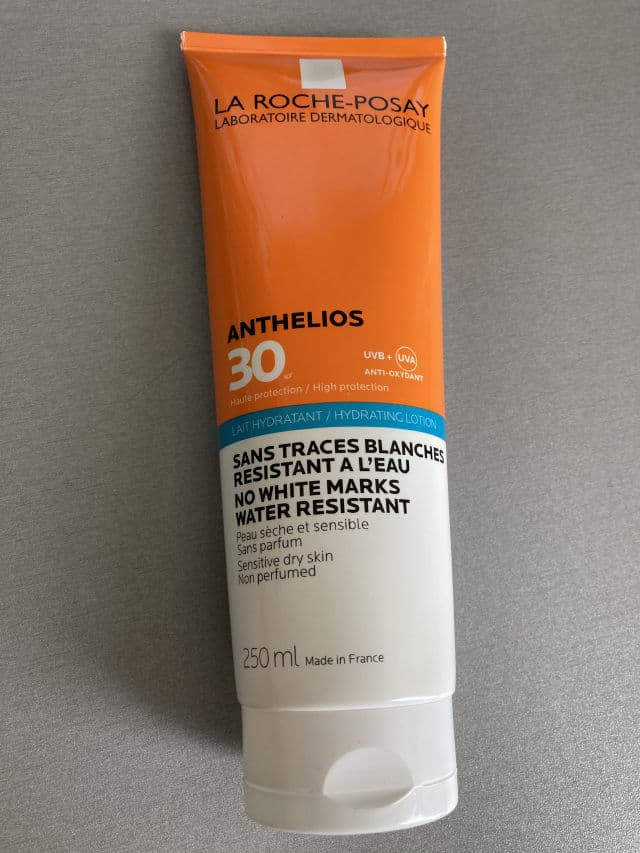 LA ROCHE-POSAY
LABORATOIRE DERMATOLOGIQUE
ANTHELIOS
30 SPF
UVB + UVA
ANTI-OXYDANT
Haute protection / High protection
LAIT HYDRATANT / HYDRATING LOTION
SANS TRACES BLANCHES
RESISTANT A L'EAU
NO WHITE MARKS
WATER RESISTANT
Peau sèche et sensible
Sans parfum
Sensitive dry skin
Non perfumed
250 ml Made in France